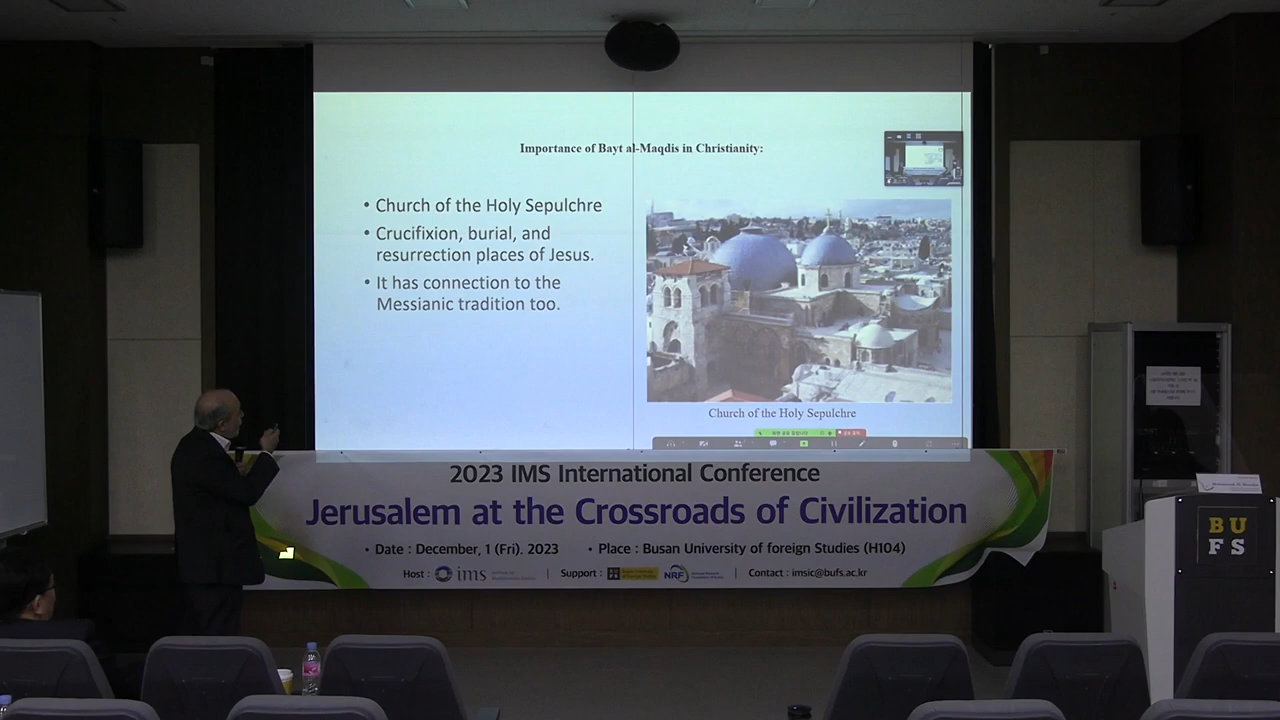 Importance of Bayt al-Maqdis in Christianity:
• Church of the Holy Sepulchre
• Crucifixion, burial, and
resurrection places of Jesus.
• It has connection to the
Messianic tradition too.
Church of the Holy Sepulchre
2023 IMS International Conference
Jerusalem at the Crossroads of Civilization
• Date : December, 1 (Fri). 2023 • Place : Busan University of foreign Studies (H104)
Host : ims | Support : NRF | Contact : imsic@bufs.ac.kr
BU
FS